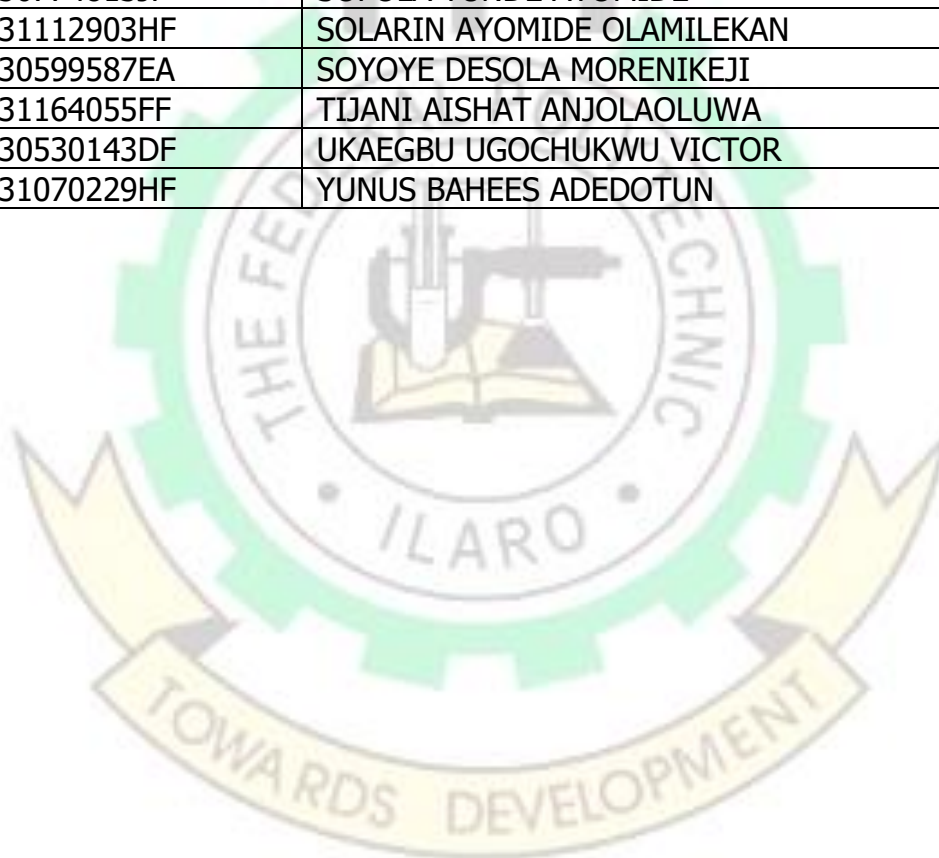 31112903HF SOLARIN AYOMIDE OLAMILEKAN
30599587EA SOYOYE DESOLA MORENIKEJI
31164055FF TIJANI AISHAT ANJOLAOLUWA
30530143DF UKAEGBU UGOCHUKWU VICTOR
31070229HF YUNUS BAHEES ADEDOTUN
THE FEDERAL POLYTECHNIC
ILARO
TOWARDS DEVELOPMENT